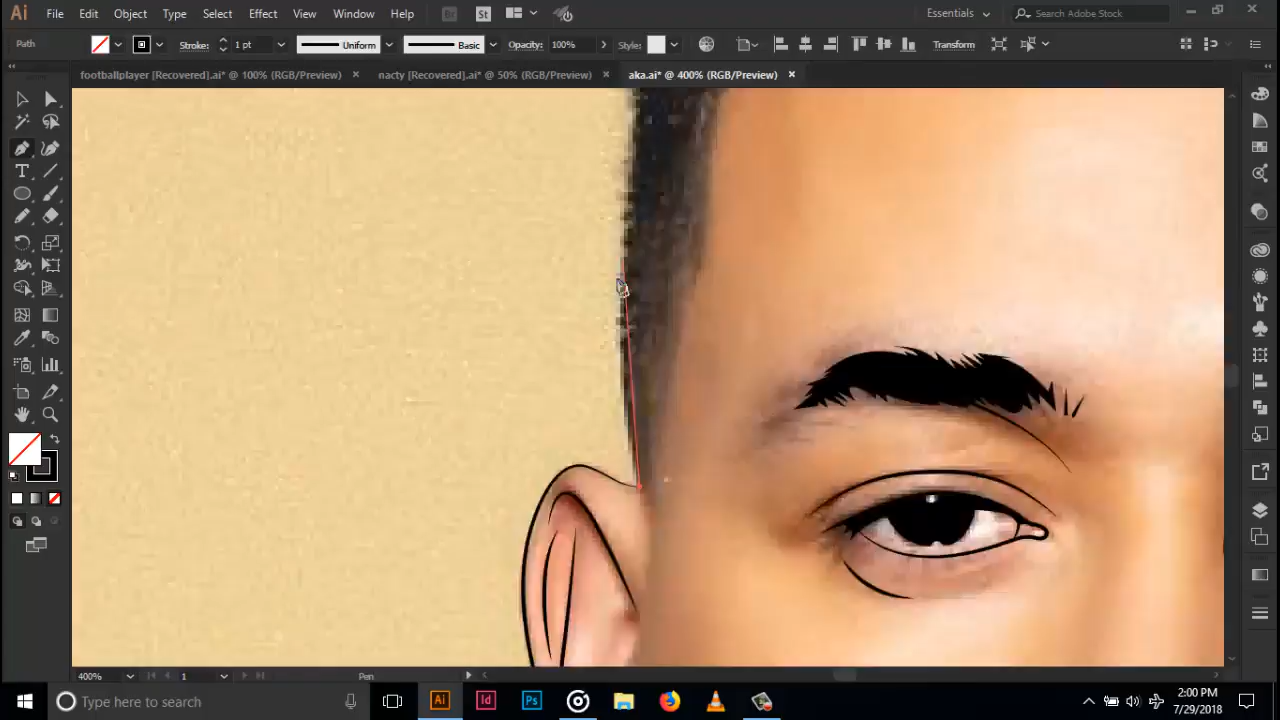 Ai File Edit Object Type Select Effect View Window Help Br St Essentials Search Adobe Stock
Path Stroke: 1 pt Uniform Basic Opacity: 100% Style: Transform
footballplayer [Recovered].ai* @ 100% (RGB/Preview) × nacty [Recovered].ai* @ 50% (RGB/Preview) × aka.ai* @ 400% (RGB/Preview) ×
400% 1 Pen
Type here to search Ai Id Ps 2:00 PM
7/29/2018